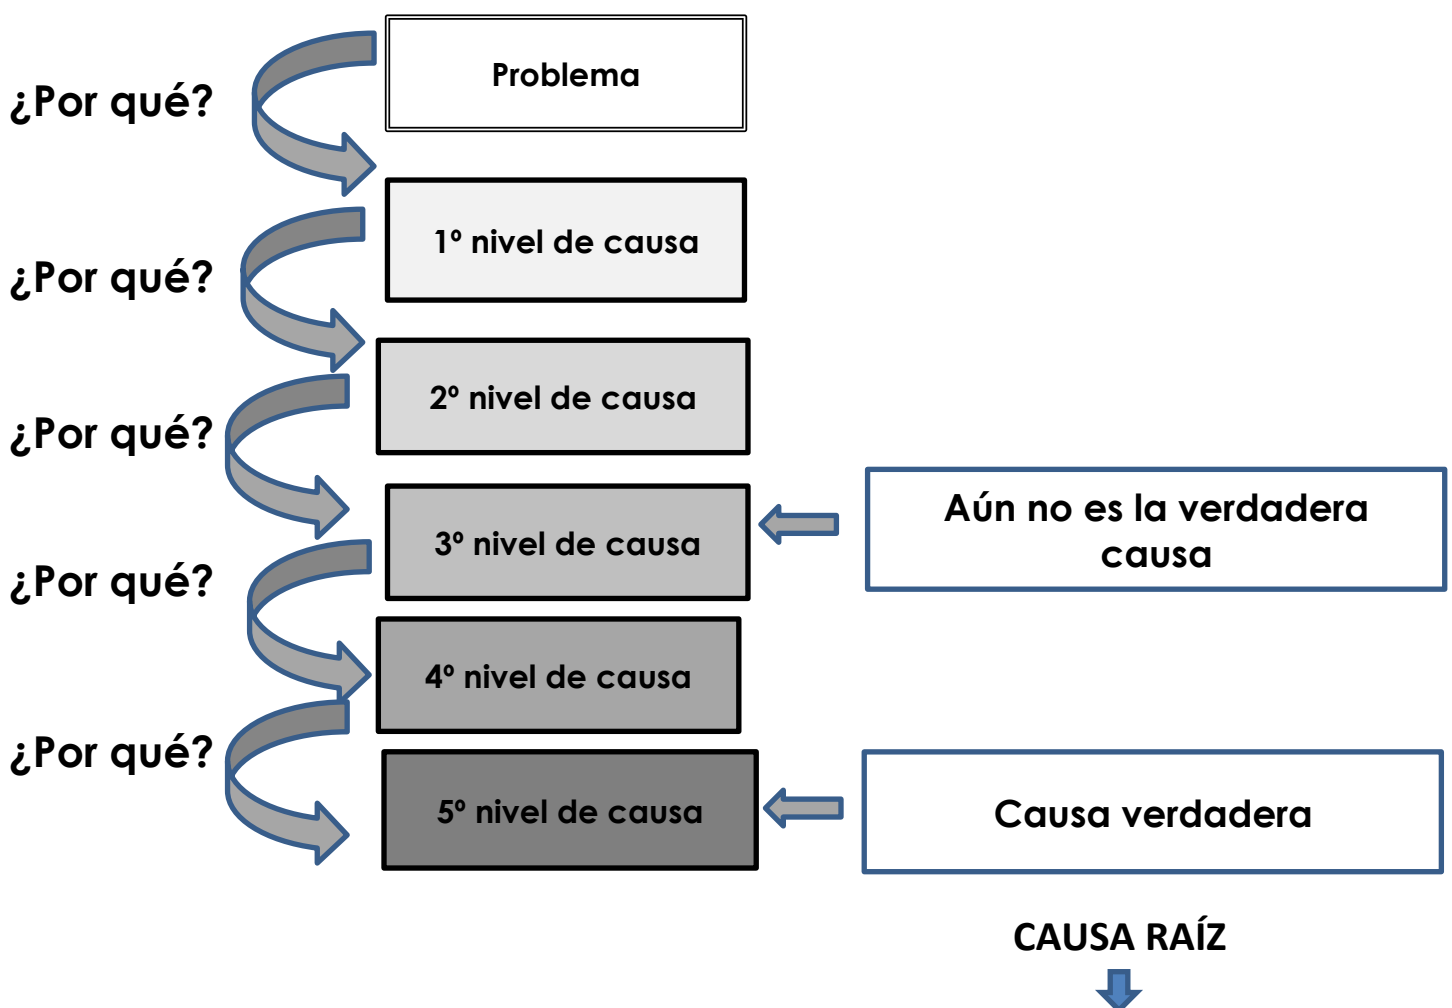 Problema
¿Por qué?
1º nivel de causa
¿Por qué?
2º nivel de causa
¿Por qué?
3º nivel de causa
Aún no es la verdadera
causa
¿Por qué?
4º nivel de causa
¿Por qué?
5º nivel de causa
Causa verdadera
CAUSA RAÍZ